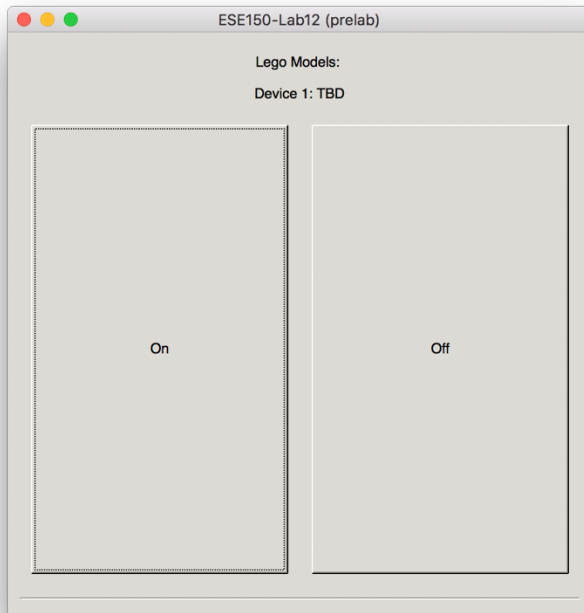 ESE150-Lab12 (prelab)
Lego Models:
Device 1: TBD
On
Off